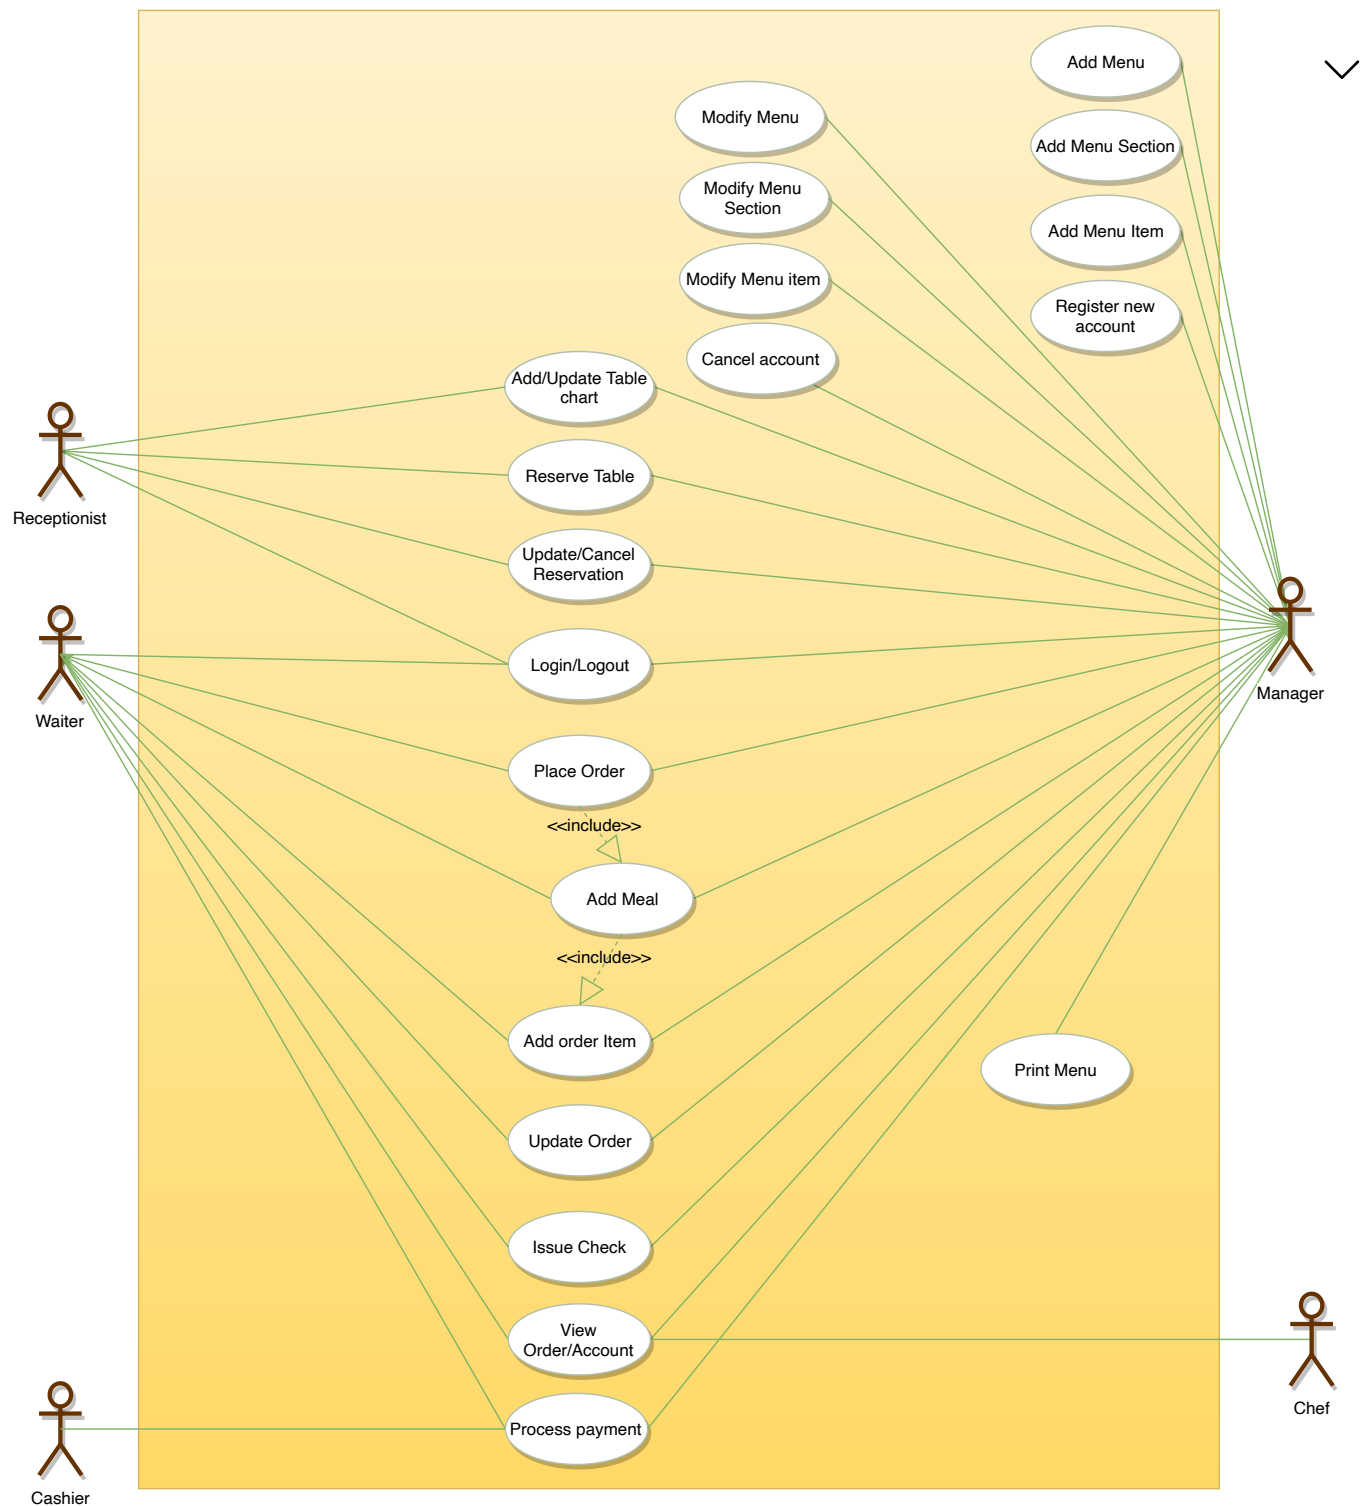 Add Menu
Modify Menu
Add Menu Section
Modify Menu
Section
Add Menu Item
Modify Menu item
Register new
account
Cancel account
Add/Update Table
chart
Reserve Table
Receptionist
Update/Cancel
Reservation
Login/Logout
Manager
Waiter
Place Order
<<include>>
Add Meal
<<include>>
Add order Item
Print Menu
Update Order
Issue Check
View
Order/Account
Chef
Process payment
Cashier